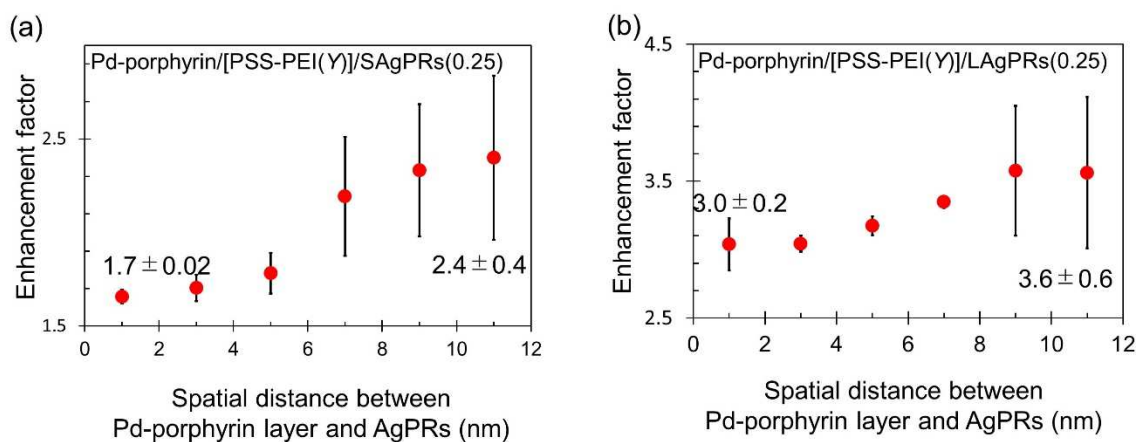 (a)
Pd-porphyrin/[PSS-PEI(Y)]/SAgPRs(0.25)
Enhancement factor
2.5
1.5
1.7±0.02
2.4±0.4
0 2 4 6 8 10 12
Spatial distance between
Pd-porphyrin layer and AgPRs (nm)
(b)
Pd-porphyrin/[PSS-PEI(Y)]/LAgPRs(0.25)
Enhancement factor
4.5
3.5
2.5
3.0±0.2
3.6±0.6
0 2 4 6 8 10 12
Spatial distance between
Pd-porphyrin layer and AgPRs (nm)